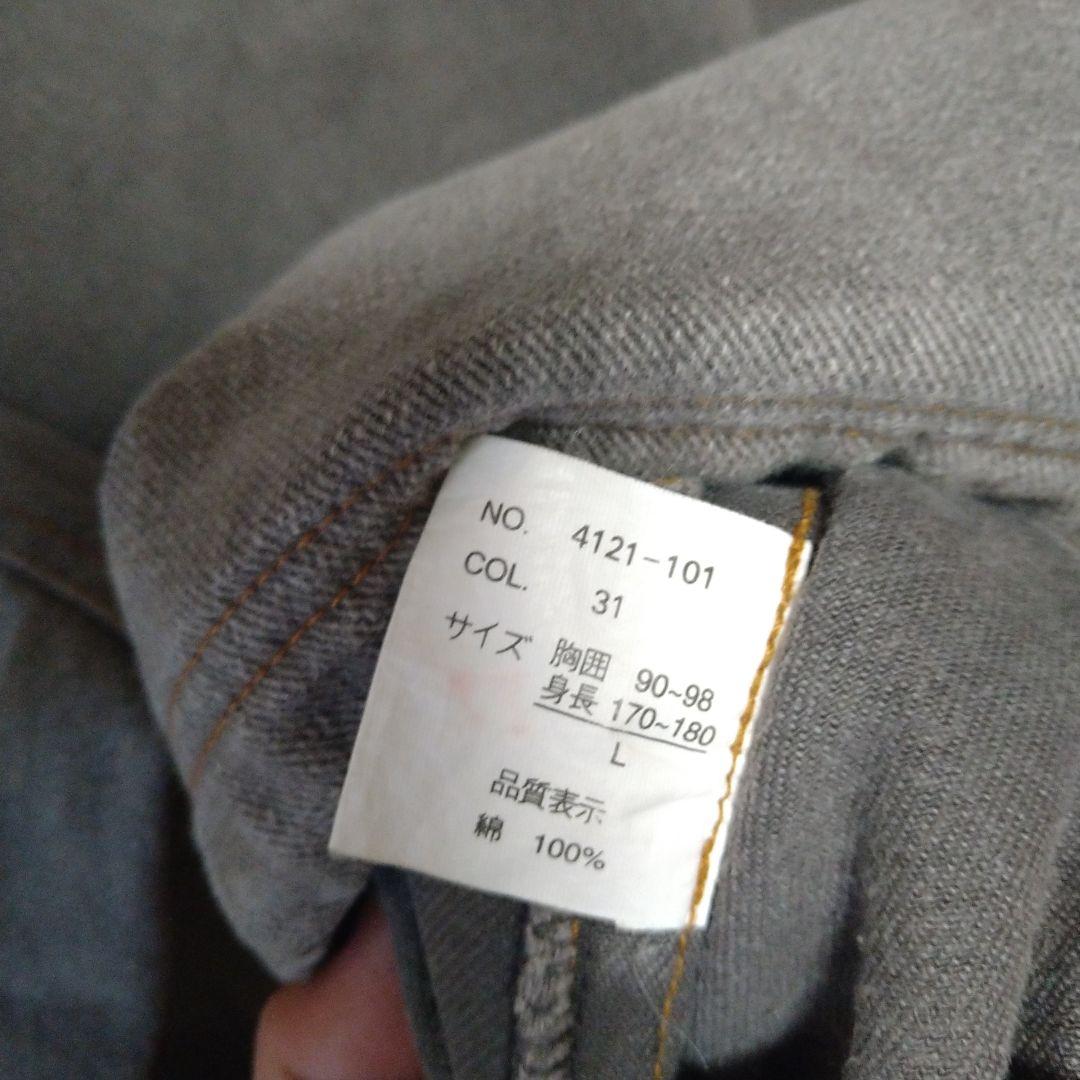 NO. 4121-101
COL. 31
サイズ 胸囲 90~98
身長 170~180
L
品質表示
綿 100%